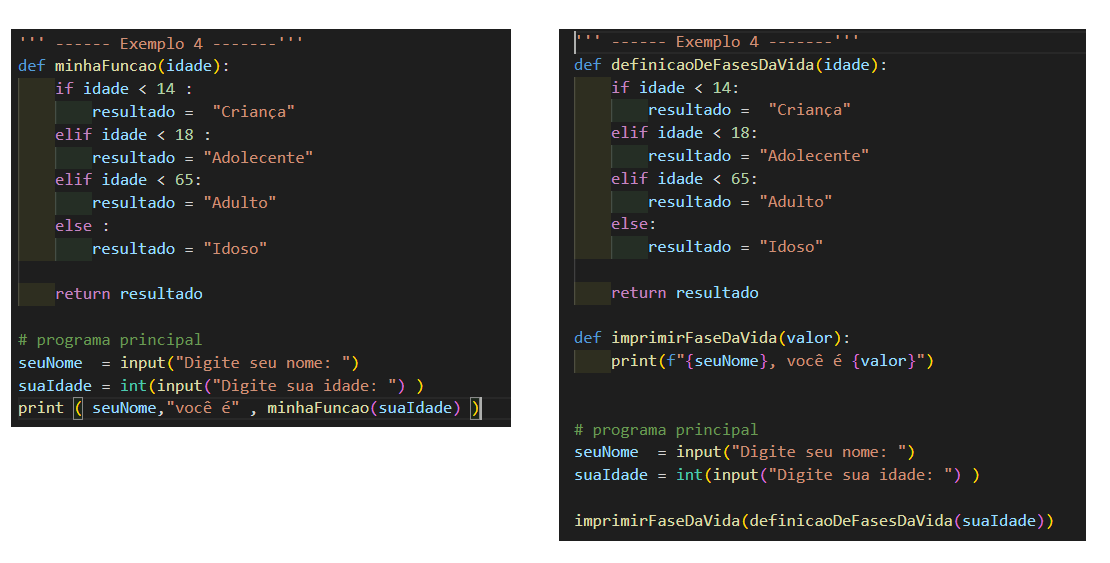 ''' ------ Exemplo 4 -------'''
def minhaFuncao(idade):
    if idade < 14 :
        resultado =  "Criança"
    elif idade < 18 :
        resultado = "Adolecente"
    elif idade < 65:
        resultado = "Adulto"
    else :
        resultado = "Idoso"
    return resultado
# programa principal
seuNome  = input("Digite seu nome: ")
suaIdade = int(input("Digite sua idade: ") )
print ( seuNome,"você é" , minhaFuncao(suaIdade) )
''' ------ Exemplo 4 -------'''
def definicaoDeFasesDaVida(idade):
    if idade < 14:
        resultado =  "Criança"
    elif idade < 18:
        resultado = "Adolecente"
    elif idade < 65:
        resultado = "Adulto"
    else:
        resultado = "Idoso"
    return resultado
def imprimirFaseDaVida(valor):
    print(f"{seuNome}, você é {valor}")
# programa principal
seuNome  = input("Digite seu nome: ")
suaIdade = int(input("Digite sua idade: ") )
imprimirFaseDaVida(definicaoDeFasesDaVida(suaIdade))